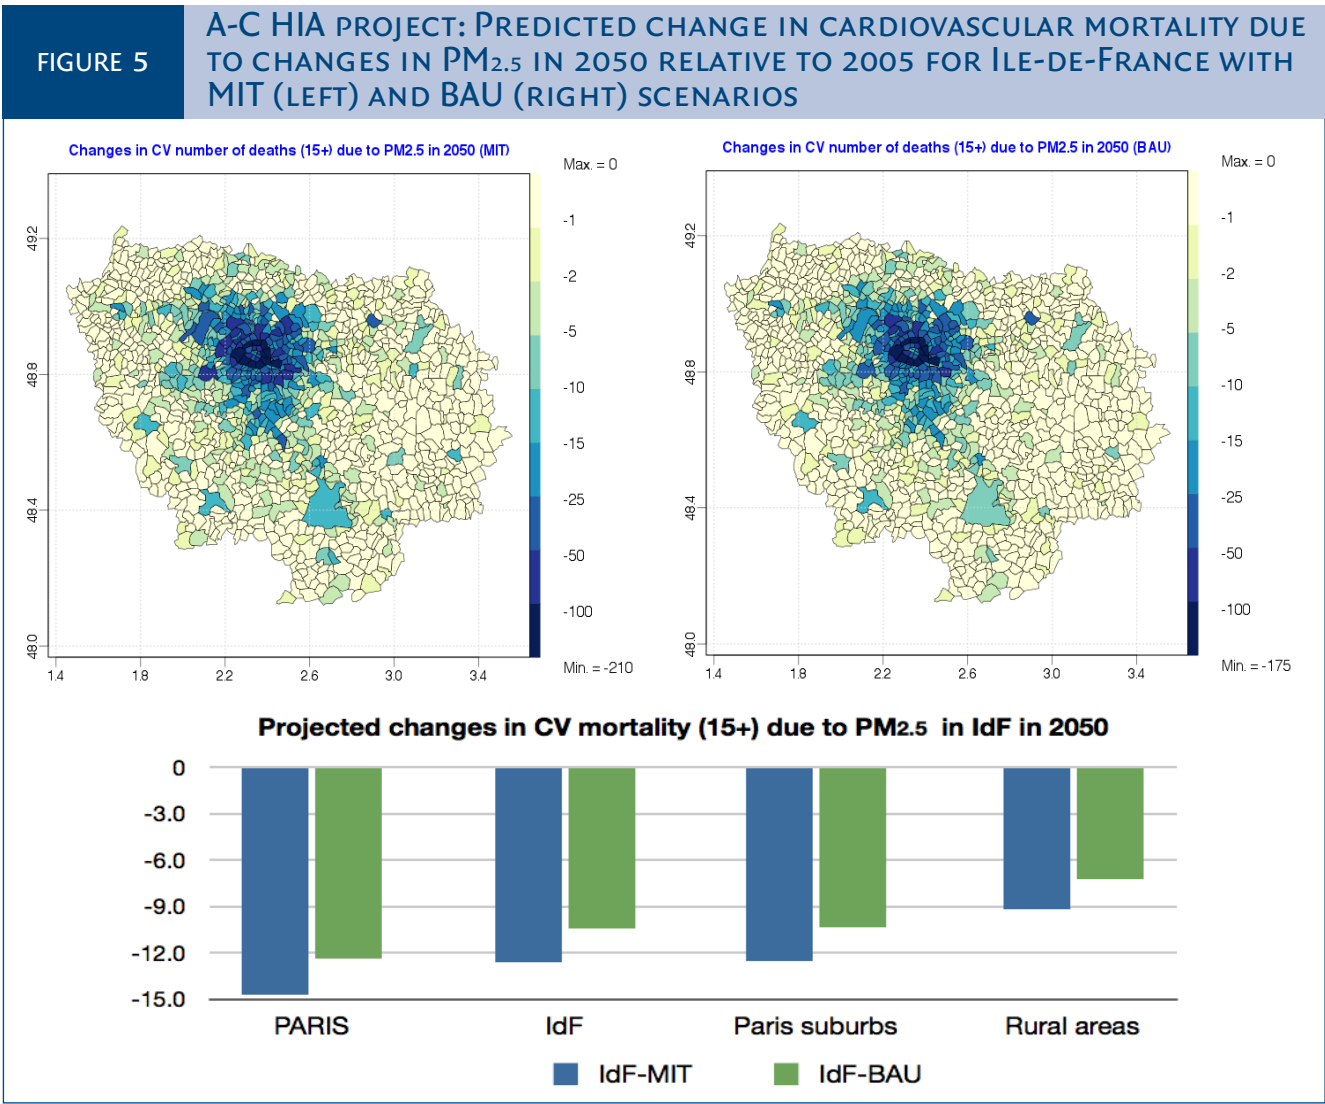 FIGURE 5
A-C HIA PROJECT: PREDICTED CHANGE IN CARDIOVASCULAR MORTALITY DUE
TO CHANGES IN PM2.5 IN 2050 RELATIVE TO 2005 FOR ILE-DE-FRANCE WITH
MIT (LEFT) AND BAU (RIGHT) SCENARIOS
Changes in CV number of deaths (15+) due to PM2.5 in 2050 (MIT)
Max. = 0
-1
-2
-5
-10
-15
-25
-50
-100
Min. = -210
49.2
48.8
48.4
48.0
1.4 1.8 2.2 2.6 3.0 3.4
Changes in CV number of deaths (15+) due to PM2.5 in 2050 (BAU)
Max. = 0
-1
-2
-5
-10
-15
-25
-50
-100
Min. = -175
49.2
48.8
48.4
48.0
1.4 1.8 2.2 2.6 3.0 3.4
Projected changes in CV mortality (15+) due to PM2.5 in IdF in 2050
0
-3.0
-6.0
-9.0
-12.0
-15.0
PARIS IdF Paris suburbs Rural areas
IdF-MIT IdF-BAU